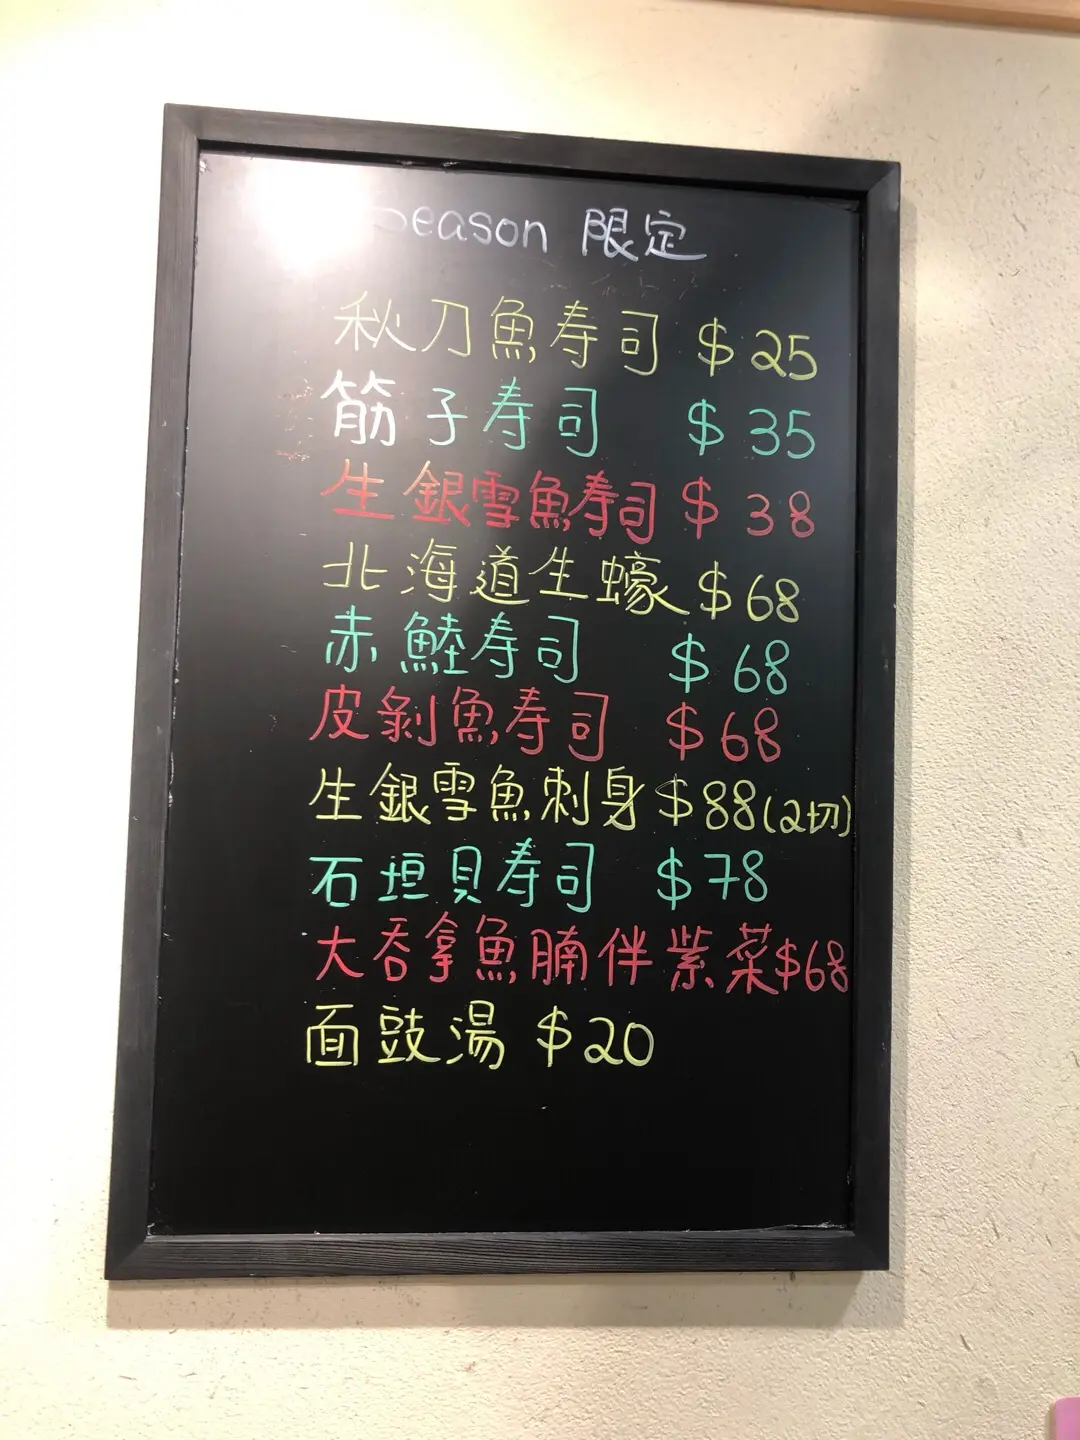 Season 限定
秋刀魚寿司 $25
筋子寿司 $35
生銀雪魚寿司 $38
北海道生蠔 $68
赤鯥寿司 $68
皮剝魚寿司 $68
生銀雪魚刺身 $88(2切)
石垣貝寿司 $78
大吞拿魚腩伴紫菜 $68
面豉湯 $20